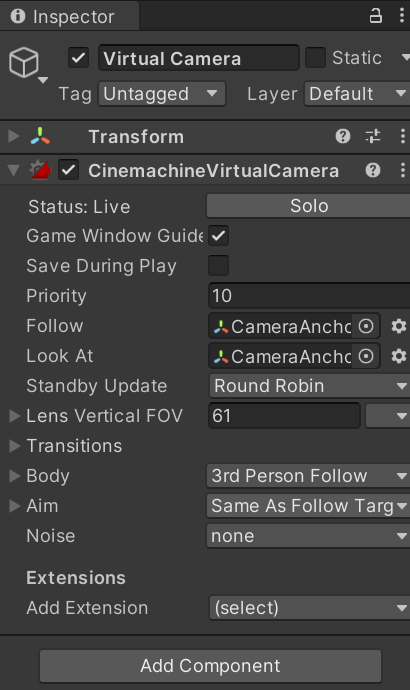 Inspector
Virtual Camera Static
Tag Untagged Layer Default
Transform
CinemachineVirtualCamera
Status: Live Solo
Game Window Guide
Save During Play
Priority 10
Follow CameraAncho
Look At CameraAncho
Standby Update Round Robin
Lens Vertical FOV 61
Transitions
Body 3rd Person Follow
Aim Same As Follow Targ
Noise none
Extensions
Add Extension (select)
Add Component